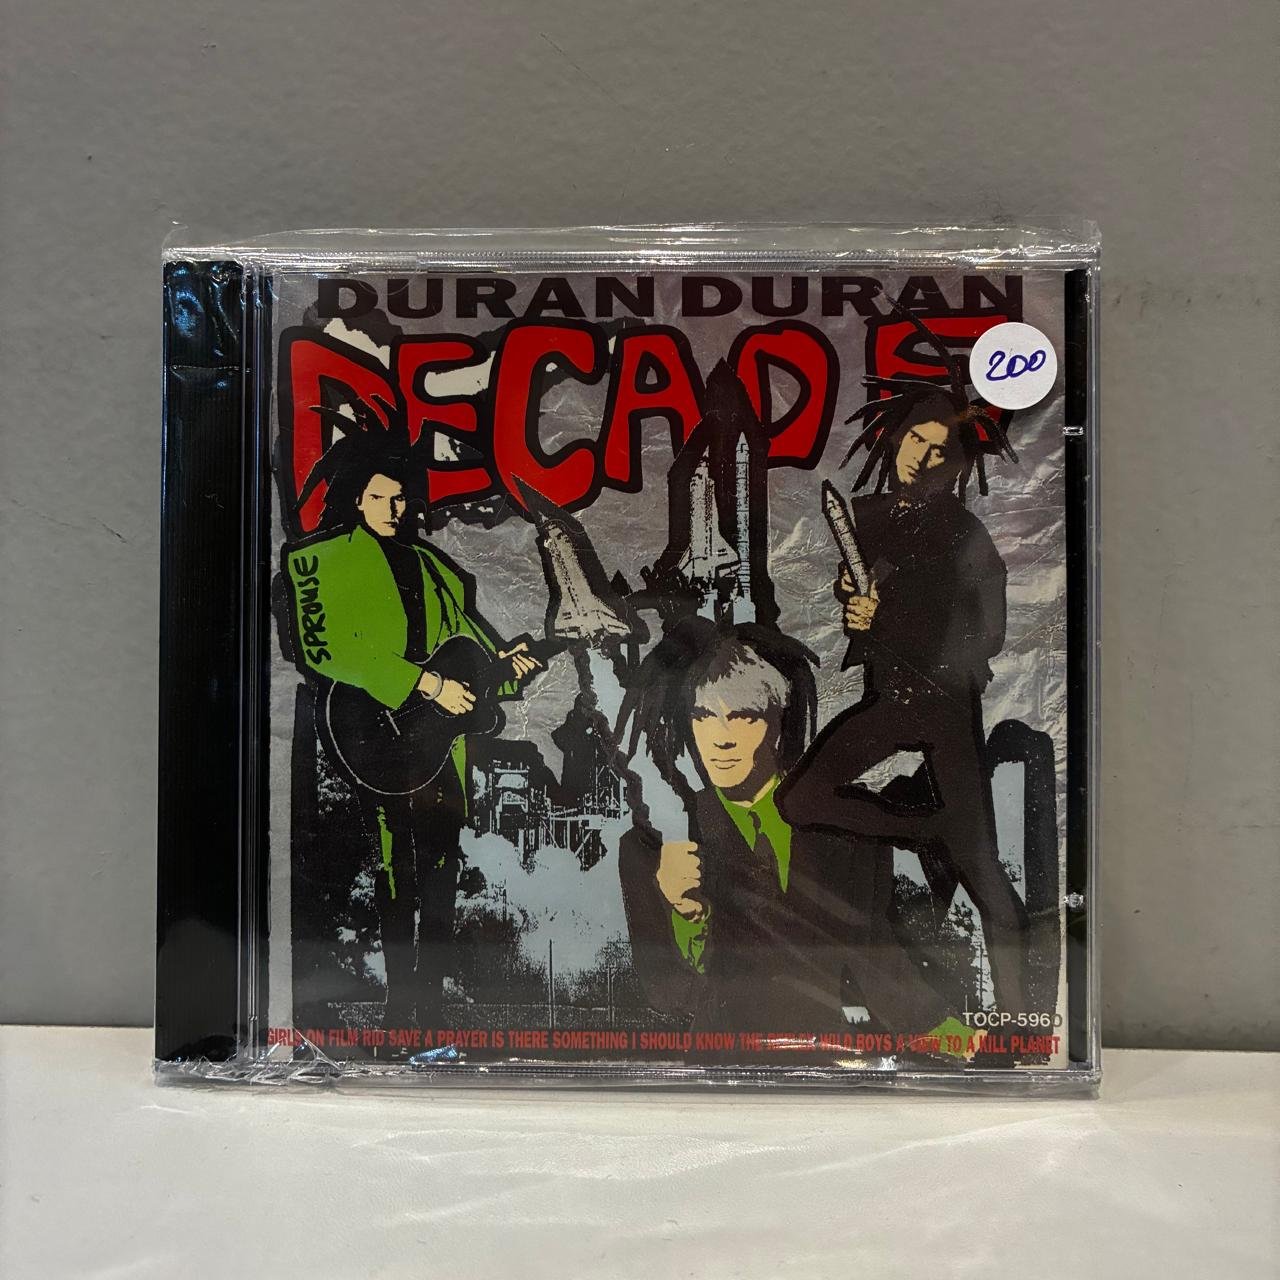 DURAN DURAN
DECADE
200
SPROUSE
TOCP-5960
GIRLS ON FILM RIO SAVE A PRAYER IS THERE SOMETHING I SHOULD KNOW THE REFLEX WILD BOYS A VIEW TO A KILL PLANET